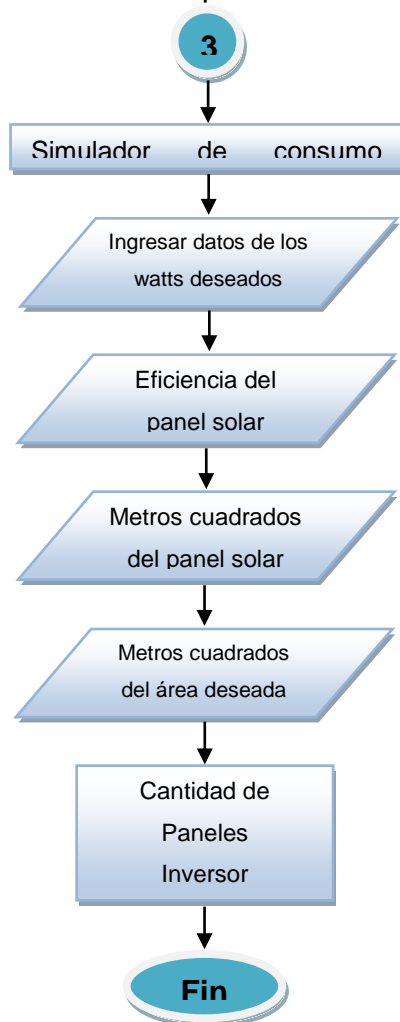 3
Simulador de consumo
Ingresar datos de los
watts deseados
Eficiencia del
panel solar
Metros cuadrados
del panel solar
Metros cuadrados
del área deseada
Cantidad de
Paneles
Inversor
Fin